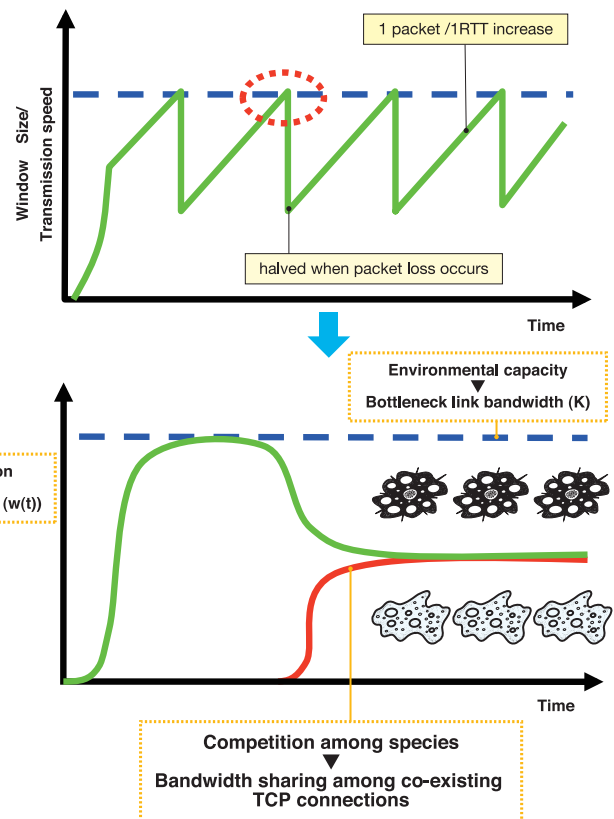 1 packet /1RTT increase
Window Size/
Transmission speed
halved when packet loss occurs
Time
Environmental capacity
▼
Bottleneck link bandwidth (K)
on
(w(t))
Time
Competition among species
▼
Bandwidth sharing among co-existing
TCP connections